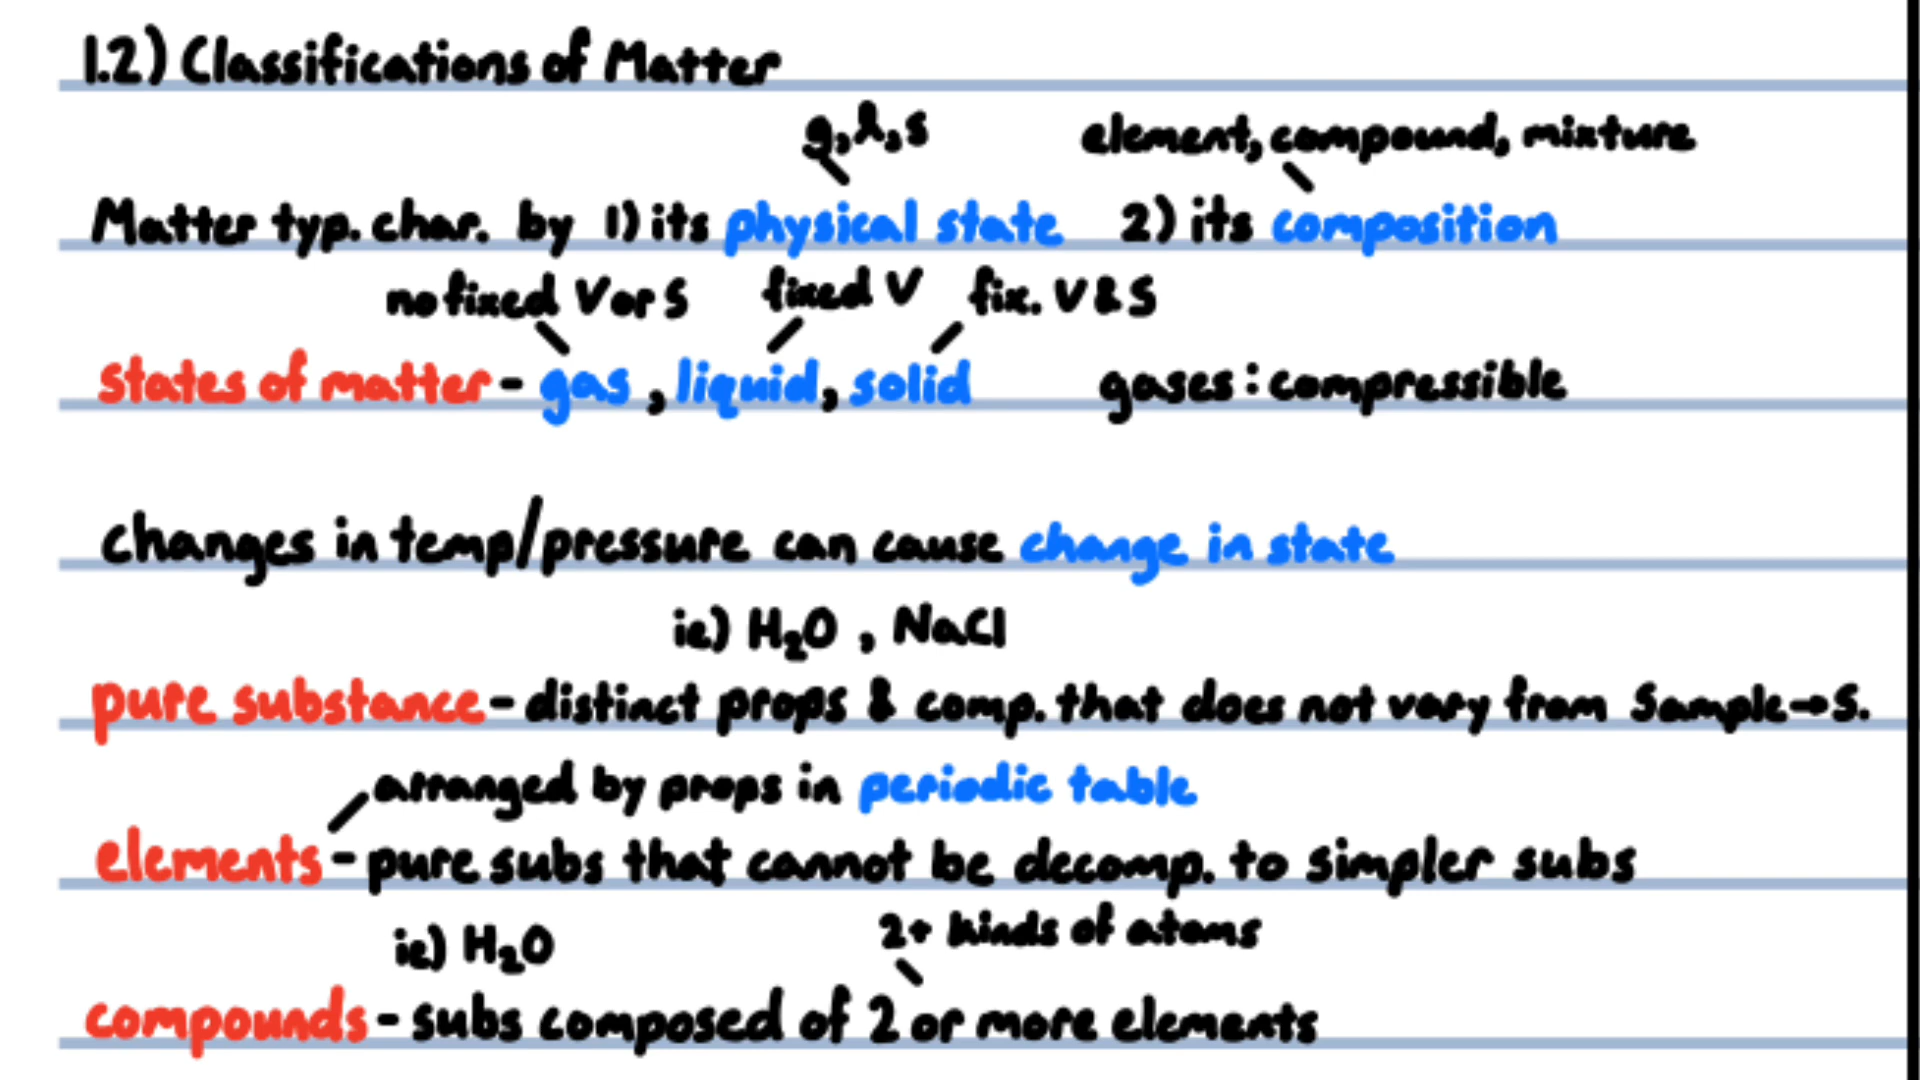 1.2) Classifications of Matter
g, l, s element, compound, mixture
Matter typ. char. by 1) its physical state 2) its composition
no fixed V or S fixed V fix. V & S
states of matter - gas, liquid, solid gases : compressible
changes in temp/pressure can cause change in state
ie) H₂O , NaCl
pure substance - distinct props & comp. that does not vary from sample→s.
arranged by props in periodic table
elements - pure subs that cannot be decomp. to simpler subs
ie) H₂O 2+ kinds of atoms
compounds - subs composed of 2 or more elements